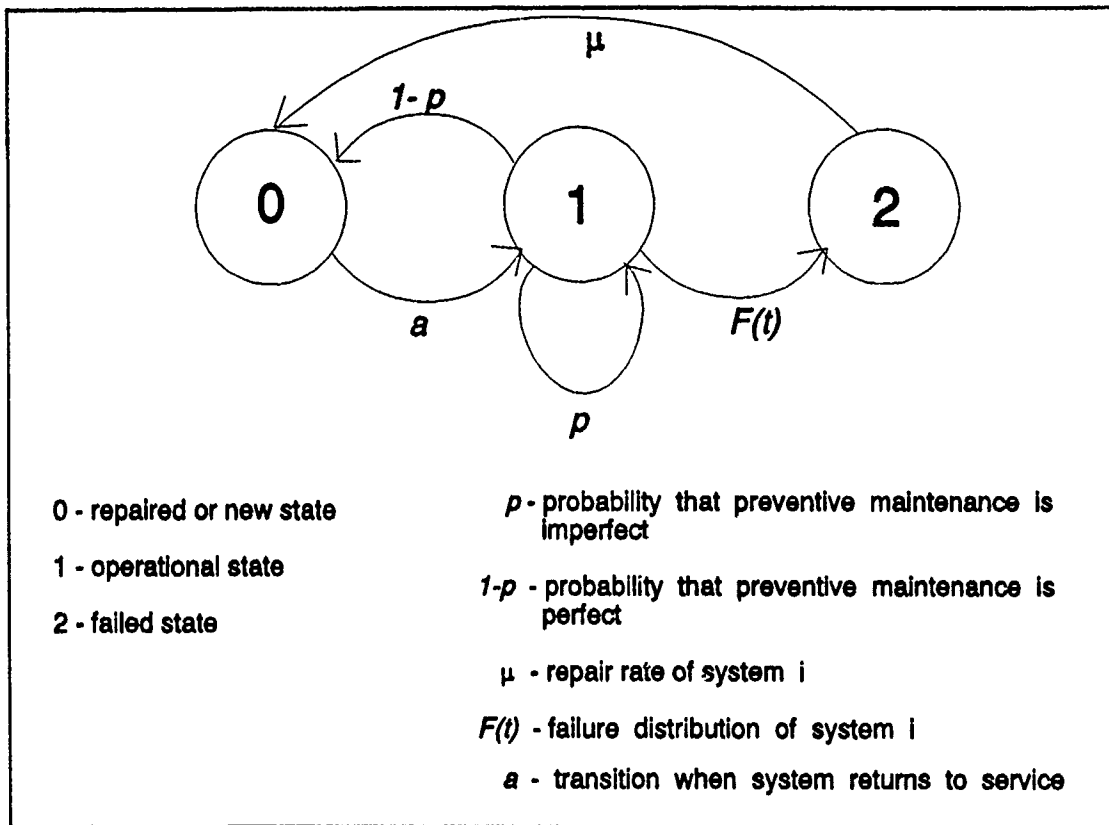 μ
1- p
0
1
2
a
F(t)
p
0 - repaired or new state
1 - operational state
2 - failed state
p - probability that preventive maintenance is
imperfect
1-p - probability that preventive maintenance is
perfect
μ - repair rate of system i
F(t) - failure distribution of system i
a - transition when system returns to service